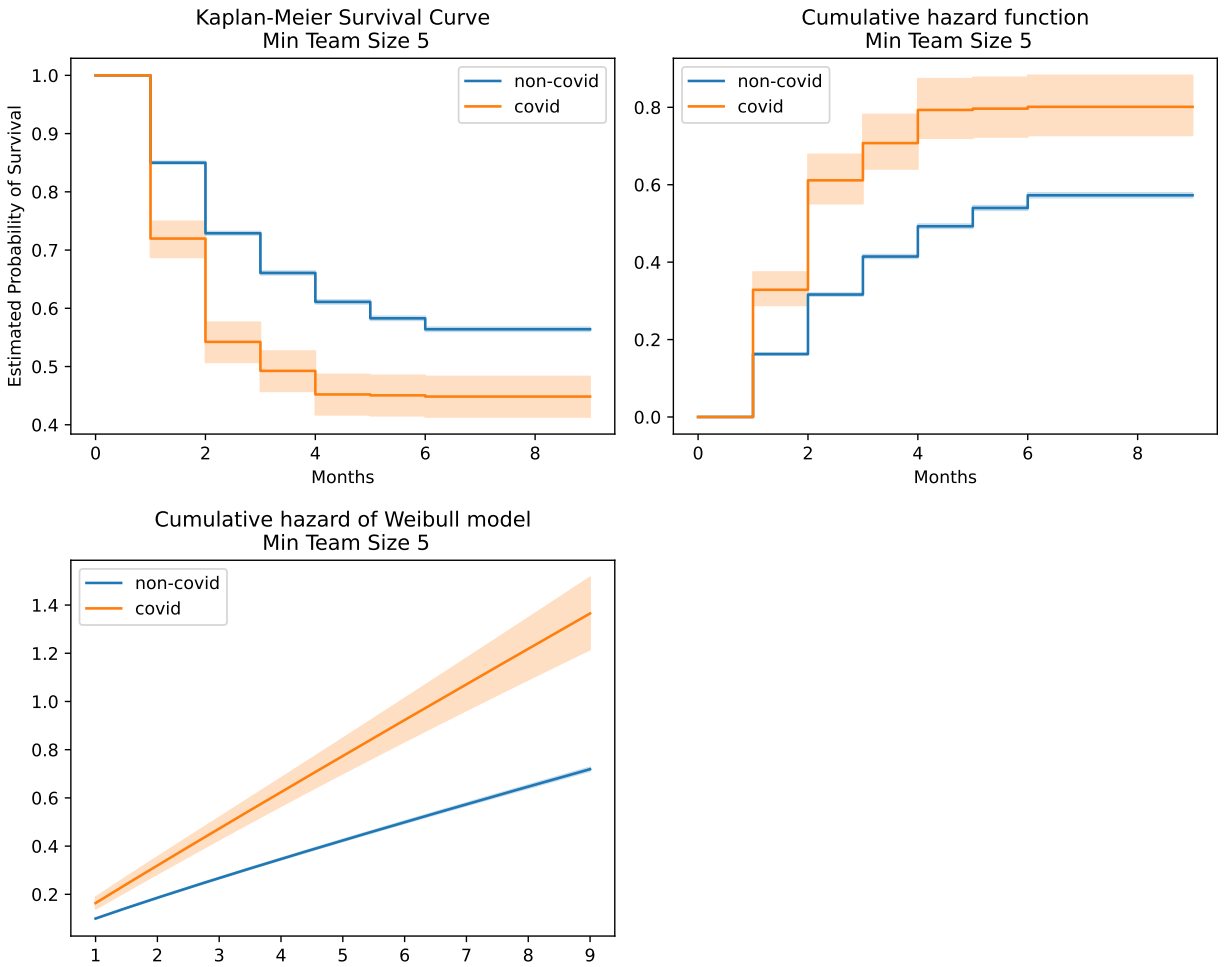 Kaplan-Meier Survival Curve
Min Team Size 5
Estimated Probability of Survival
1.0
0.9
0.8
0.7
0.6
0.5
0.4
non-covid
covid
0 2 4 6 8
Months
Cumulative hazard function
Min Team Size 5
0.8
0.6
0.4
0.2
0.0
non-covid
covid
0 2 4 6 8
Months
Cumulative hazard of Weibull model
Min Team Size 5
1.4
1.2
1.0
0.8
0.6
0.4
0.2
non-covid
covid
1 2 3 4 5 6 7 8 9